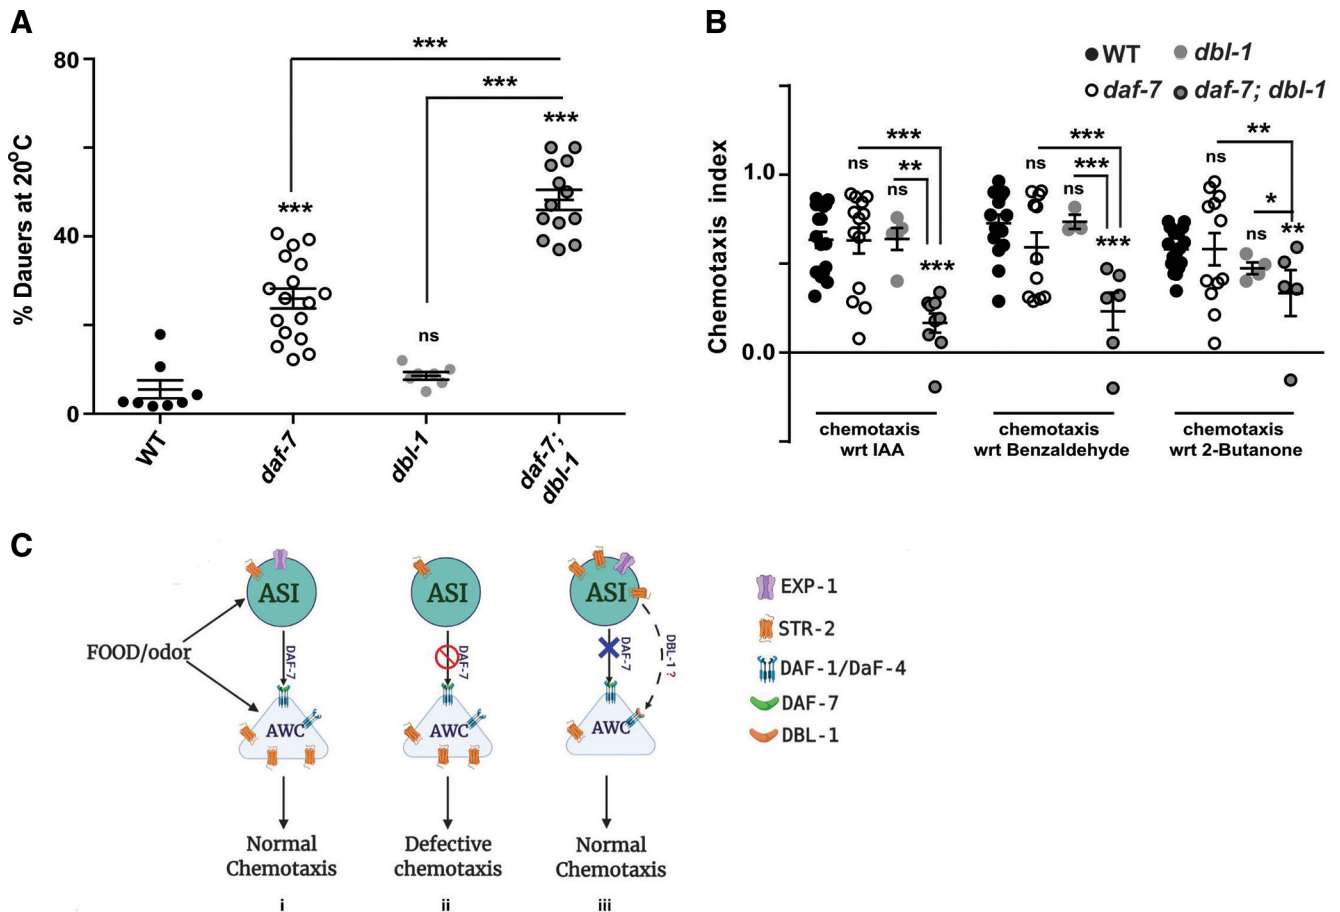 A
% Dauers at 20°C
80
40
0
***
***
***
***
ns
WT
daf-7
dbl-1
daf-7;
dbl-1
B
WT
dbl-1
daf-7
daf-7; dbl-1
Chemotaxis index
1.0
0.0
***
ns
**
ns
***
***
ns
***
ns
***
**
ns
*
ns
**
chemotaxis
wrt IAA
chemotaxis
wrt Benzaldehyde
chemotaxis
wrt 2-Butanone
C
FOOD/odor
ASI
DAF-7
AWC
Normal
Chemotaxis
i
ASI
DAF-7
AWC
Defective
chemotaxis
ii
ASI
DAF-7
DBL-1 ?
AWC
Normal
Chemotaxis
iii
EXP-1
STR-2
DAF-1/DaF-4
DAF-7
DBL-1